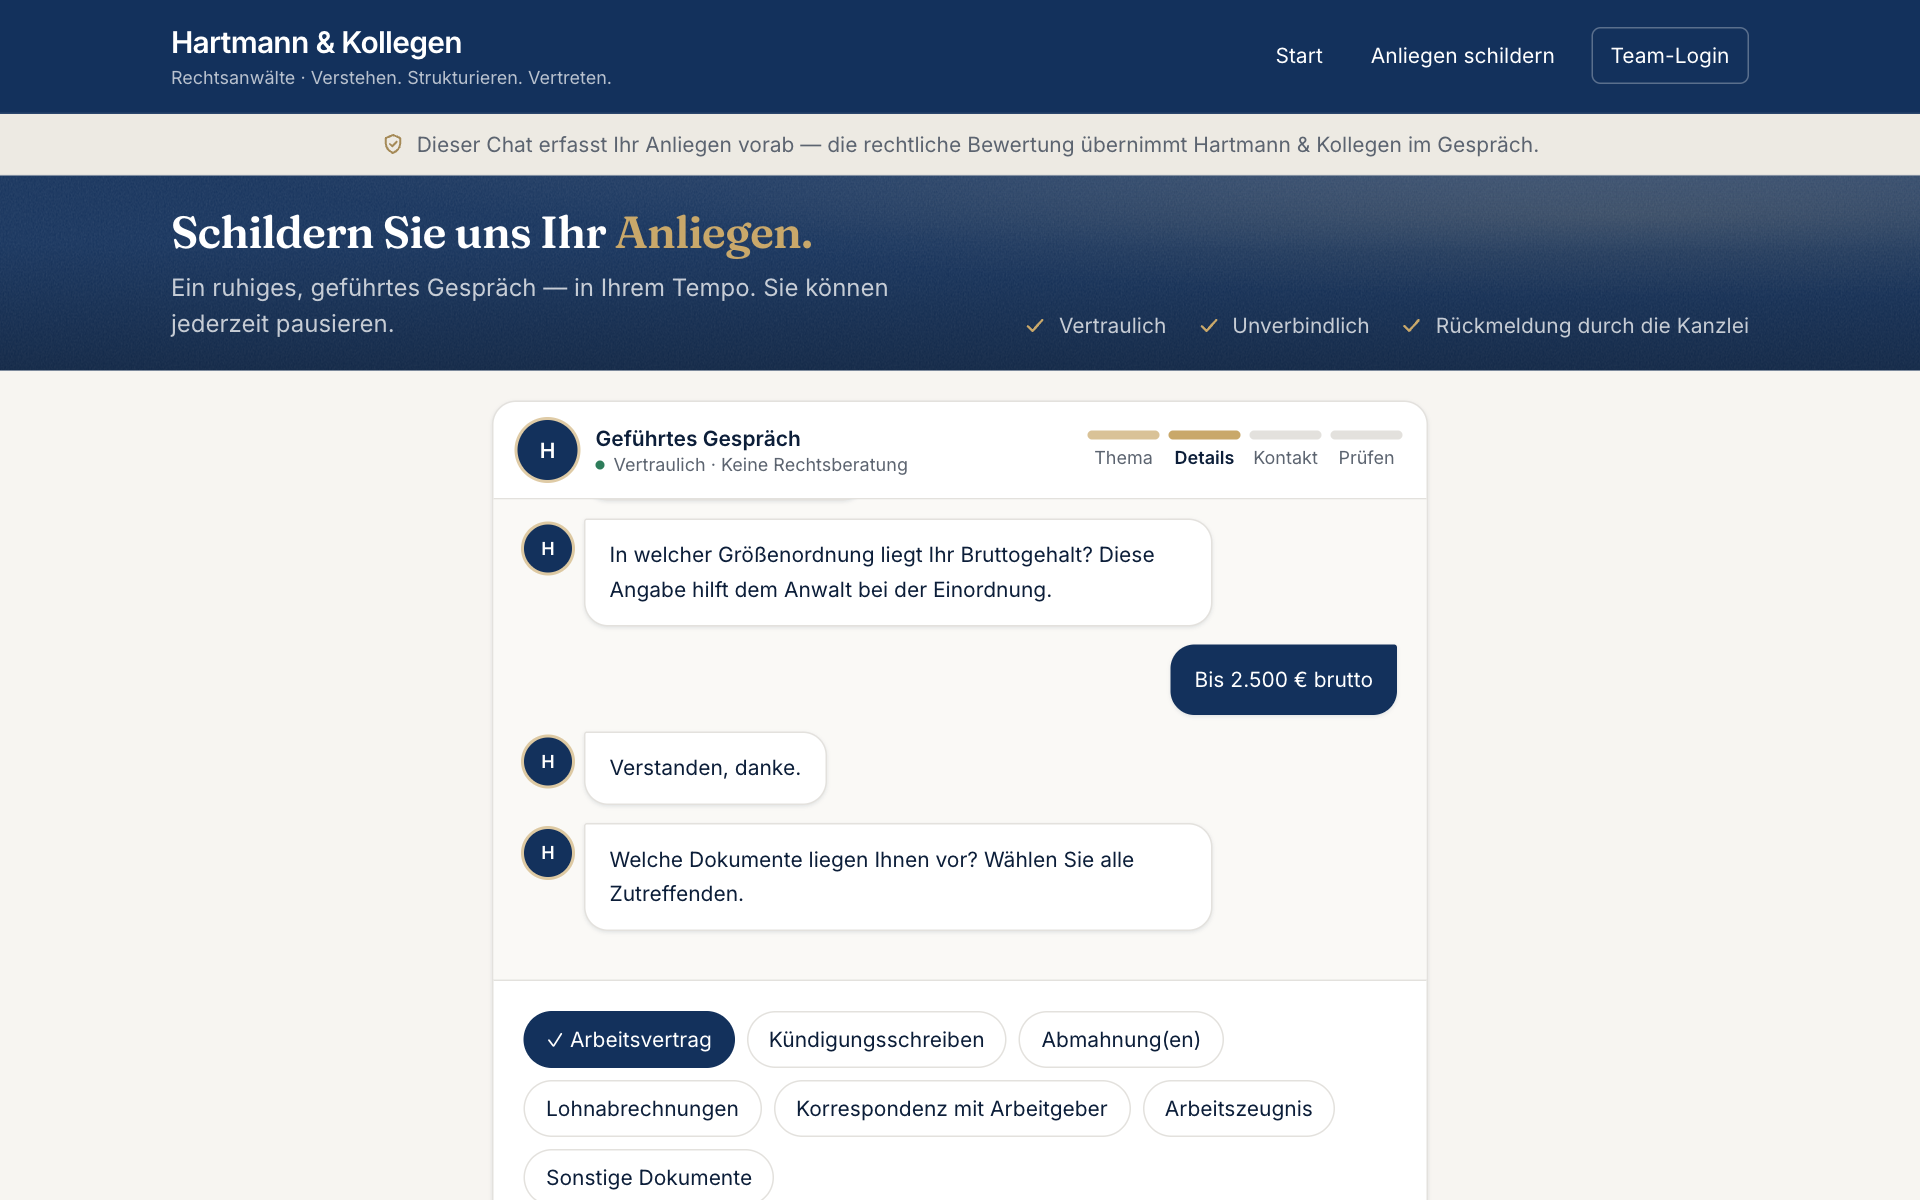 Hartmann & Kollegen
Rechtsanwälte · Verstehen. Strukturieren. Vertreten.
Start
Anliegen schildern
Team-Login
Dieser Chat erfasst Ihr Anliegen vorab — die rechtliche Bewertung übernimmt Hartmann & Kollegen im Gespräch.
Schildern Sie uns Ihr Anliegen.
Ein ruhiges, geführtes Gespräch — in Ihrem Tempo. Sie können
jederzeit pausieren.
Vertraulich
Unverbindlich
Rückmeldung durch die Kanzlei
H
Geführtes Gespräch
Vertraulich · Keine Rechtsberatung
Thema
Details
Kontakt
Prüfen
H
In welcher Größenordnung liegt Ihr Bruttogehalt? Diese
Angabe hilft dem Anwalt bei der Einordnung.
Bis 2.500 € brutto
H
Verstanden, danke.
H
Welche Dokumente liegen Ihnen vor? Wählen Sie alle
Zutreffenden.
✓ Arbeitsvertrag
Kündigungsschreiben
Abmahnung(en)
Lohnabrechnungen
Korrespondenz mit Arbeitgeber
Arbeitszeugnis
Sonstige Dokumente